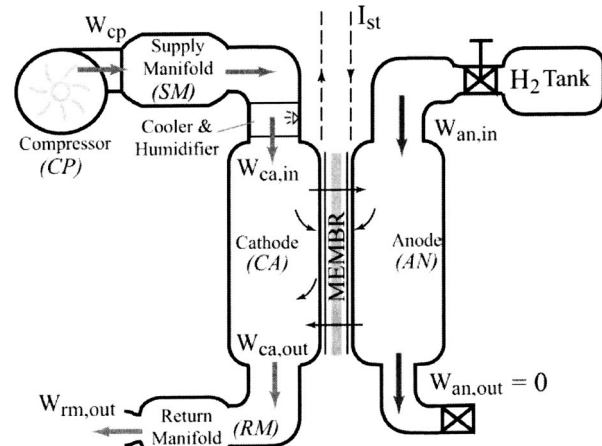 W_cp
Supply
Manifold
(SM)
I_st
H₂ Tank
Compressor
(CP)
Cooler &
Humidifier
W_an,in
W_ca,in
Cathode
(CA)
MEMBR
Anode
(AN)
W_ca,out
W_an,out = 0
W_rm,out
Return
Manifold
(RM)